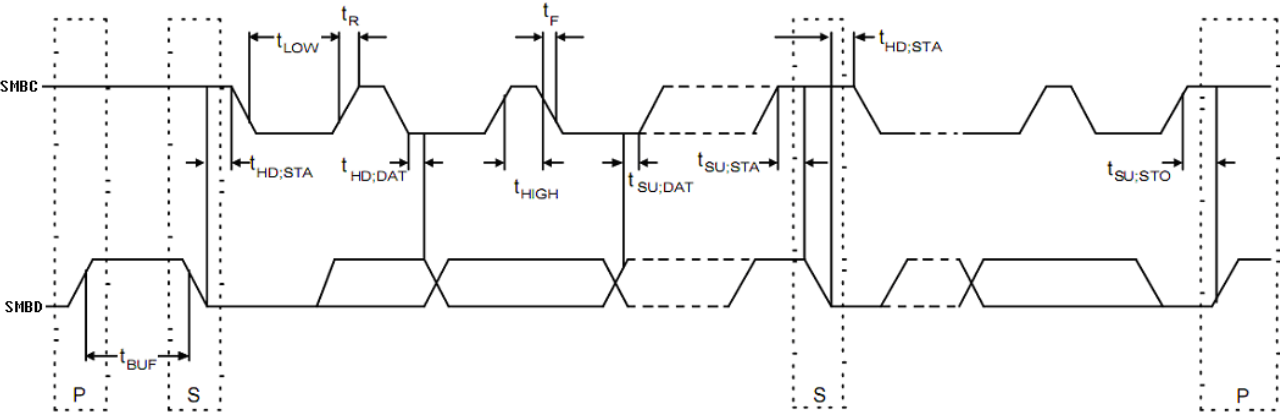 tR
tF
tLOW
tHD;STA
SMBC
tHD;STA
tHD;DAT
tHIGH
tSU;DAT
tSU;STA
tSU;STO
SMBD
tBUF
P
S
S
P